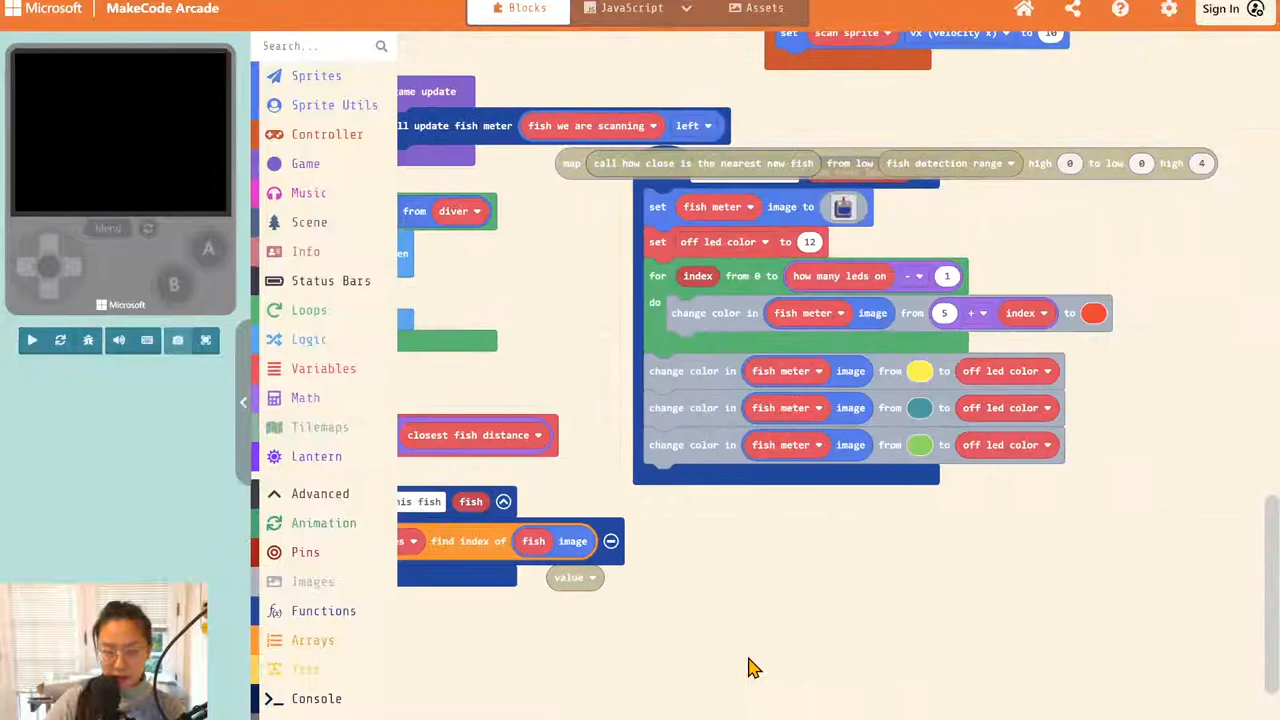 Microsoft
MakeCode Arcade
Blocks
JavaScript
Assets
Sign In
Search...
Sprites
Sprite Utils
Controller
Game
Music
Scene
Info
Status Bars
Loops
Logic
Variables
Math
Tilemaps
Lantern
Advanced
Animation
Pins
Images
Functions
Arrays
Console
Menu
A
B
Microsoft
set scan sprite vx (velocity x) to 10
ame update
ll update fish meter fish we are scanning left
map call how close is the nearest new fish from low fish detection range high 0 to low 0 high 4
from diver
en
closest fish distance
his fish fish
es find index of fish image
value
set fish meter image to
set off led color to 12
for index from 0 to how many leds on - 1
do change color in fish meter image from 5 + index to
change color in fish meter image from to off led color
change color in fish meter image from to off led color
change color in fish meter image from to off led color